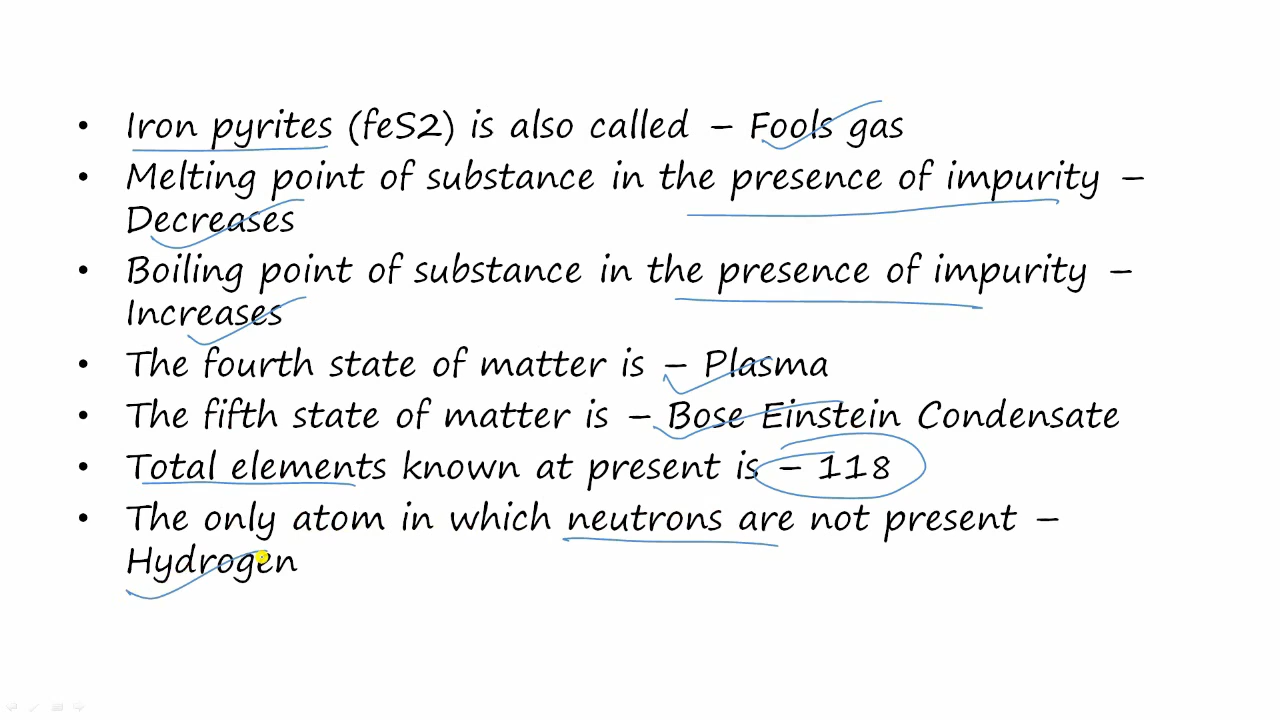 • Iron pyrites (feS2) is also called – Fools gas
• Melting point of substance in the presence of impurity –
Decreases
• Boiling point of substance in the presence of impurity –
Increases
• The fourth state of matter is – Plasma
• The fifth state of matter is – Bose Einstein Condensate
• Total elements known at present is – 118
• The only atom in which neutrons are not present –
Hydrogen